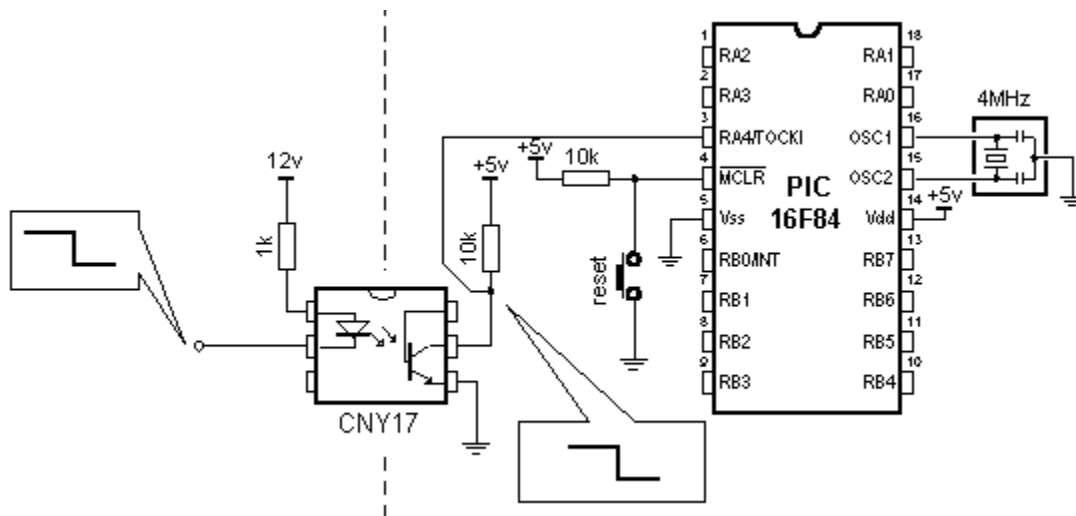 12v
1k
CNY17
+5v
10k
+5v
10k
reset
PIC
16F84
1
RA2
2
RA3
3
RA4/TOCKI
4
MCLR
5
Vss
6
RB0/INT
7
RB1
8
RB2
9
RB3
18
RA1
17
RA0
16
OSC1
15
OSC2
14
Vdd
13
RB7
12
RB6
11
RB5
10
RB4
+5v
4MHz